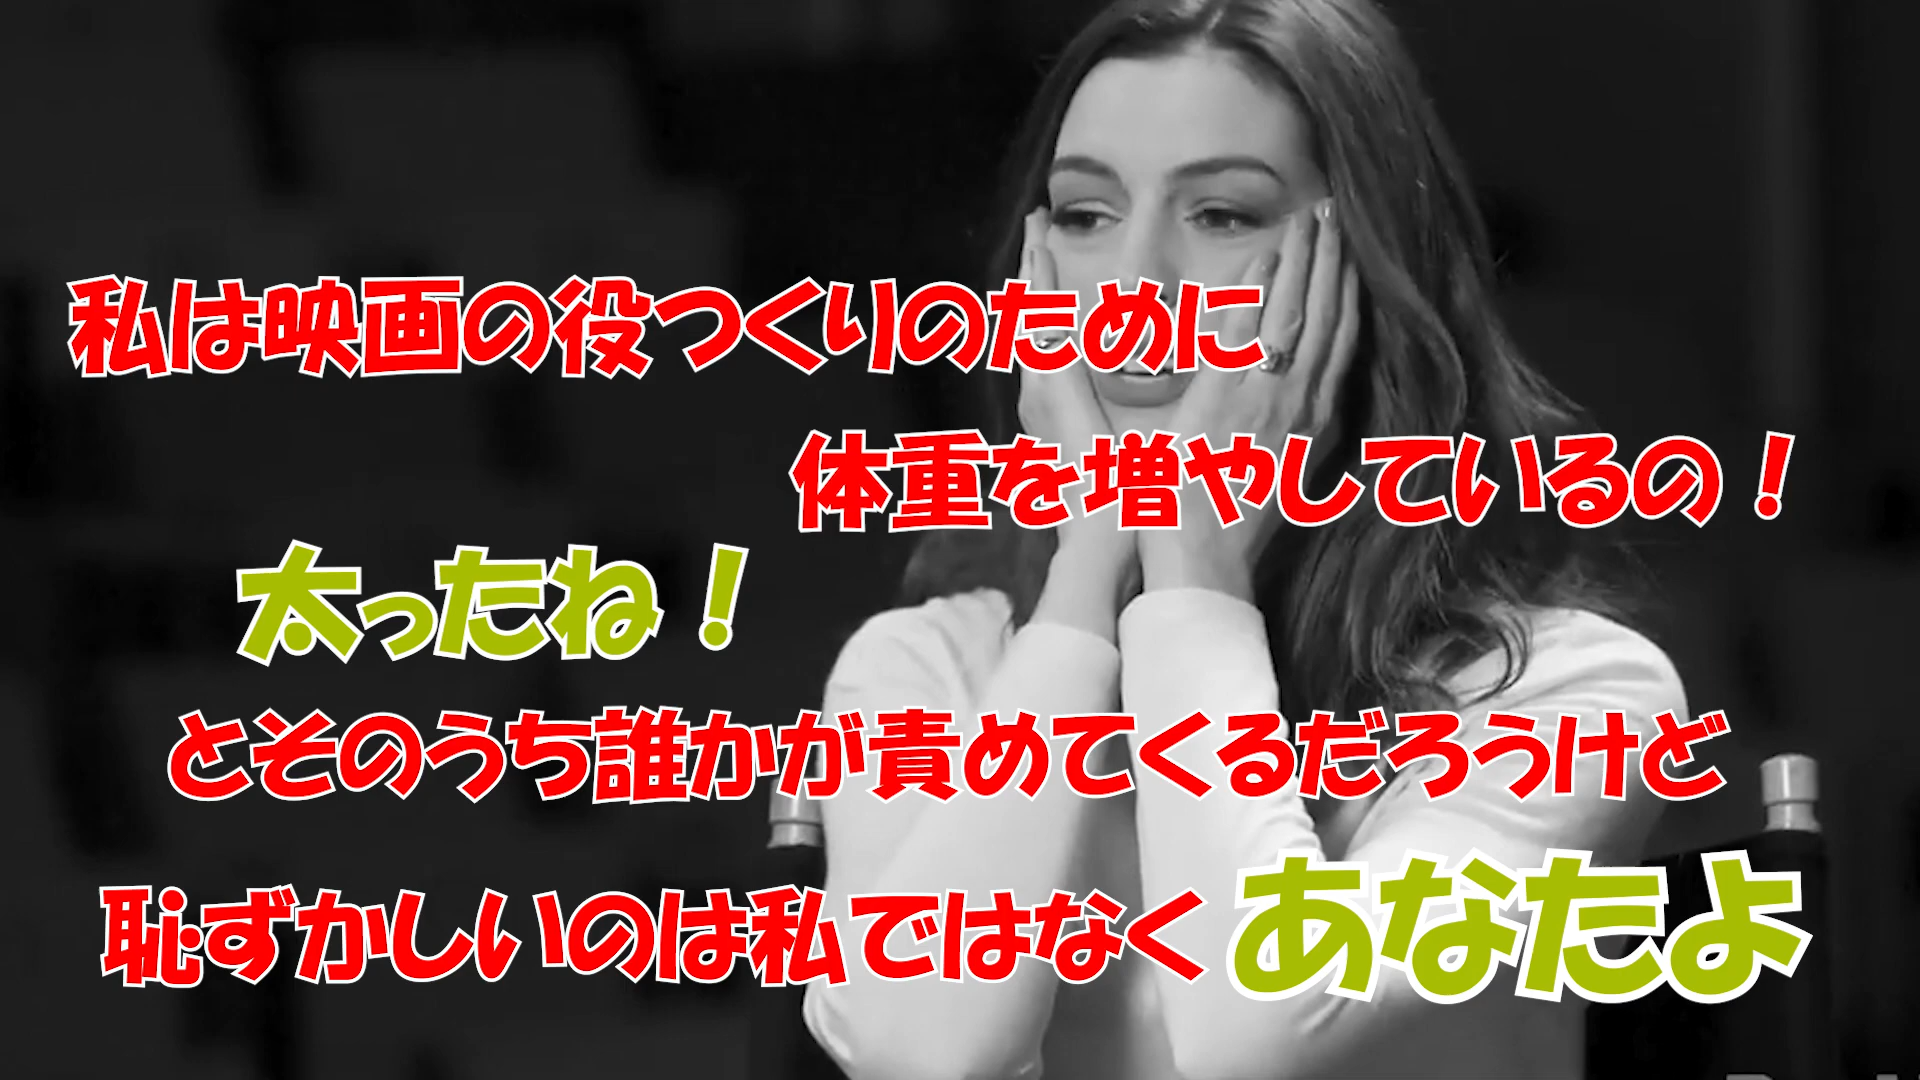 私は映画の役つくりのために
体重を増やしているの！
太ったね！
とそのうち誰かが責めてくるだろうけど
恥ずかしいのは私ではなくあなたよ